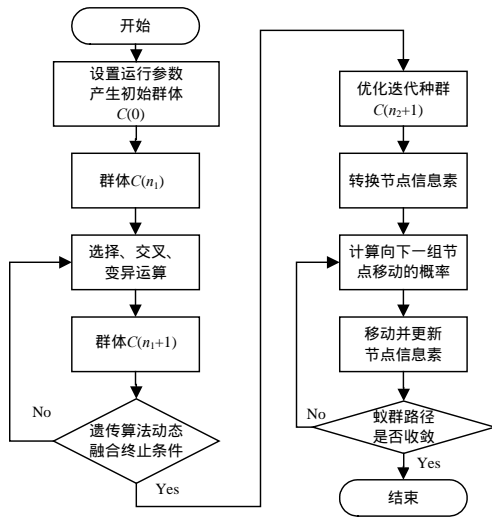 开始
设置运行参数
产生初始群体
C(0)
群体C(n₁)
选择、交叉、
变异运算
群体C(n₁+1)
No
遗传算法动态
融合终止条件
Yes
优化迭代种群
C(n₂+1)
转换节点信息素
计算向下一组节
点移动的概率
移动并更新
节点信息素
No
蚁群路径
是否收敛
Yes
结束